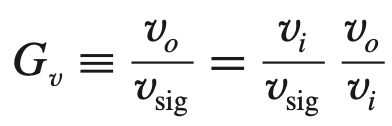 G_v ≡ v_o / v_sig = v_i / v_sig v_o / v_i